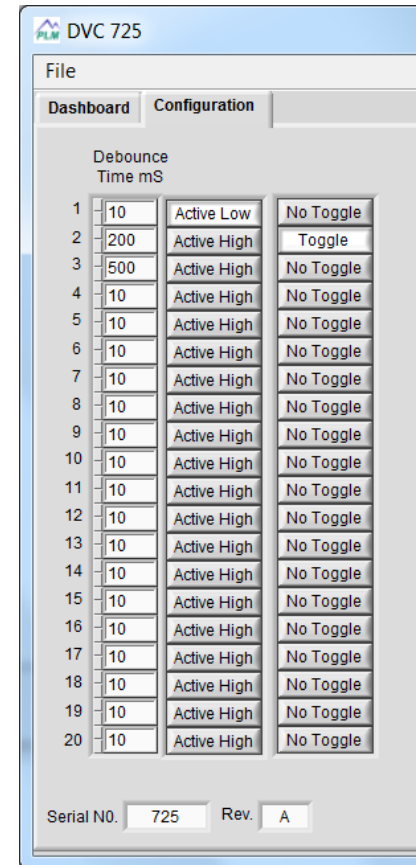 PLM DVC 725
File
Dashboard Configuration
Debounce
Time mS
1 10 Active Low No Toggle
2 200 Active High Toggle
3 500 Active High No Toggle
4 10 Active High No Toggle
5 10 Active High No Toggle
6 10 Active High No Toggle
7 10 Active High No Toggle
8 10 Active High No Toggle
9 10 Active High No Toggle
10 10 Active High No Toggle
11 10 Active High No Toggle
12 10 Active High No Toggle
13 10 Active High No Toggle
14 10 Active High No Toggle
15 10 Active High No Toggle
16 10 Active High No Toggle
17 10 Active High No Toggle
18 10 Active High No Toggle
19 10 Active High No Toggle
20 10 Active High No Toggle
Serial N0. 725 Rev. A